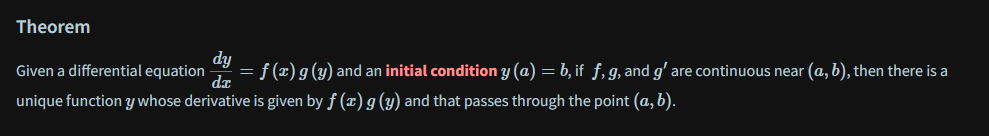 Theorem
Given a differential equation dy/dx = f(x) g(y) and an initial condition y(a) = b, if f, g, and g′ are continuous near (a, b), then there is a
unique function y whose derivative is given by f(x) g(y) and that passes through the point (a, b).